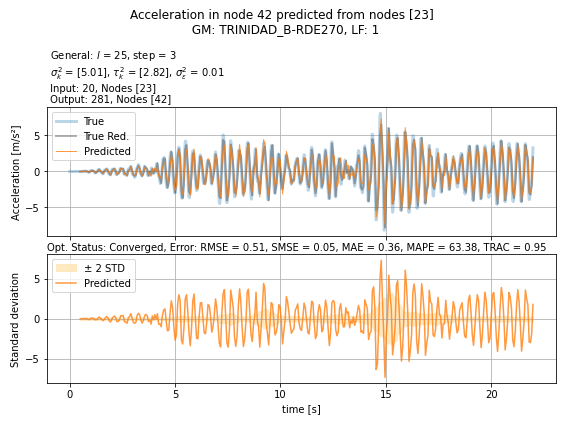 Acceleration in node 42 predicted from nodes [23]
GM: TRINIDAD_B-RDE270, LF: 1
General: l = 25, step = 3
σ²ₖ = [5.01], τ²ₖ = [2.82], σ²ε = 0.01
Input: 20, Nodes [23]
Output: 281, Nodes [42]
True
True Red.
Predicted
5
0
−5
Acceleration [m/s²]
Opt. Status: Converged, Error: RMSE = 0.51, SMSE = 0.05, MAE = 0.36, MAPE = 63.38, TRAC = 0.95
± 2 STD
Predicted
5
0
−5
Standard deviation
0 5 10 15 20
time [s]